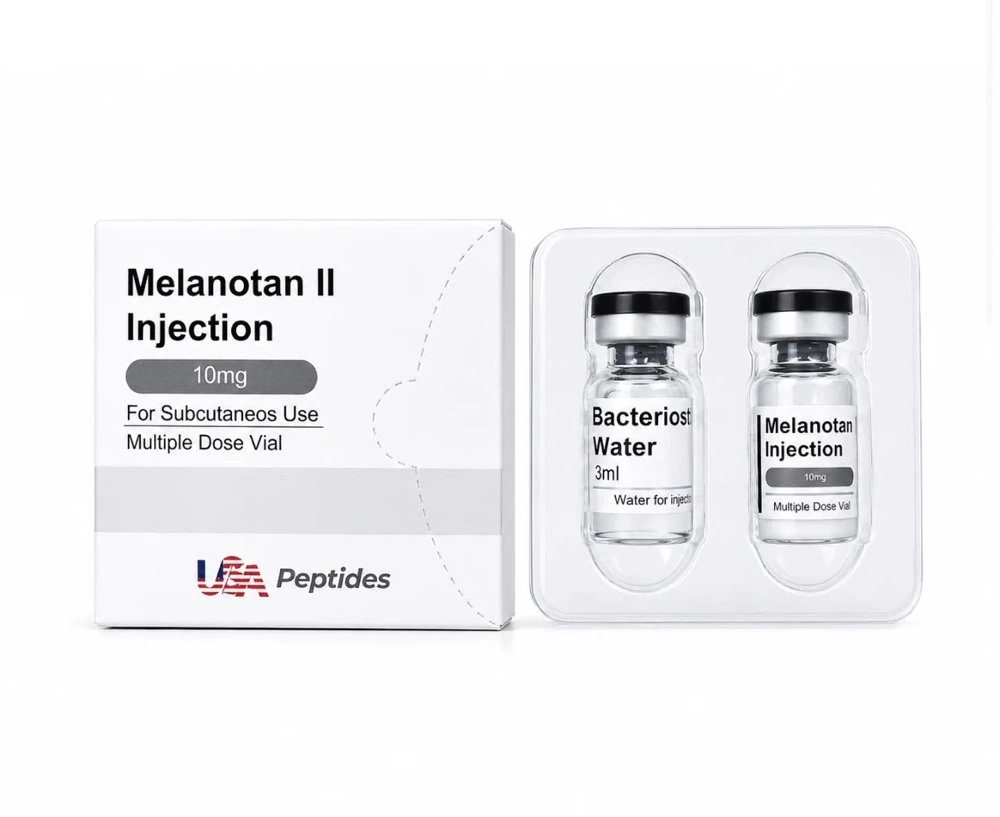 Melanotan II
Injection
10mg
For Subcutaneos Use
Multiple Dose Vial
USA Peptides
Bacteriost
Water
3ml
Water for injec
Melanotan
Injection
10mg
Multiple Dose Vial